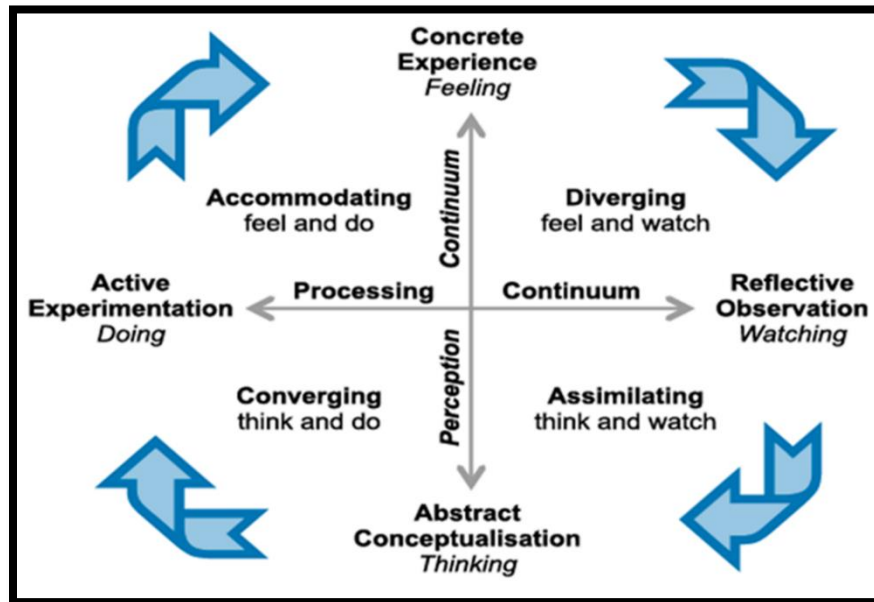 Concrete
Experience
Feeling
Accommodating
feel and do
Continuum
Diverging
feel and watch
Active
Experimentation
Doing
Processing
Continuum
Reflective
Observation
Watching
Converging
think and do
Perception
Assimilating
think and watch
Abstract
Conceptualisation
Thinking